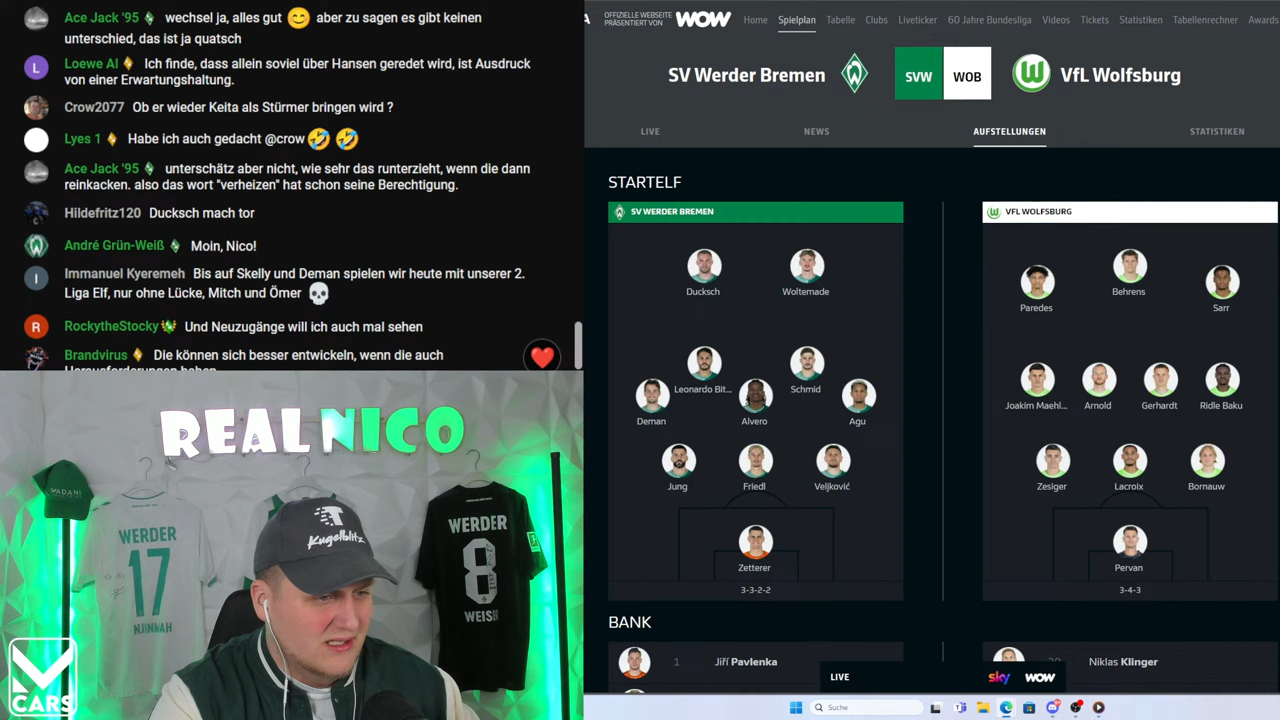 Ace Jack '95 wechsel ja, alles gut 😊 aber zu sagen es gibt keinen
unterschied, das ist ja quatsch
Loewe AI Ich finde, dass allein soviel über Hansen geredet wird, ist Ausdruck
von einer Erwartungshaltung.
Crow2077 Ob er wieder Keita als Stürmer bringen wird ?
Lyes 1 Habe ich auch gedacht @crow 🤣 🤣
Ace Jack '95 unterschätz aber nicht, wie sehr das runterzieht, wenn die dann
reinkacken. also das wort "verheizen" hat schon seine Berechtigung.
Hildefritz120 Ducksch mach tor
André Grün-Weiß Moin, Nico!
Immanuel Kyeremeh Bis auf Skelly und Deman spielen wir heute mit unserer 2.
Liga Elf, nur ohne Lücke, Mitch und Ömer 💀
RockytheStocky Und Neuzugänge will ich auch mal sehen
Brandvirus Die können sich besser entwickeln, wenn die auch
Herausforderungen haben
REALNICO
VADANI
WERDER
17
NJINMAH
Kugelblitz
WERDER
8
WEISER
CARS
OFFIZIELLE WEBSEITE
PRÄSENTIERT VON
WOW
Home Spielplan Tabelle Clubs Liveticker 60 Jahre Bundesliga Videos Tickets Statistiken Tabellenrechner Awards
SV Werder Bremen SVW WOB VfL Wolfsburg
LIVE NEWS AUFSTELLUNGEN STATISTIKEN
STARTELF
SV WERDER BREMEN
Ducksch Woltemade
Leonardo Bit... Schmid
Deman Alvero Agu
Jung Friedl Veljković
Zetterer
3-3-2-2
VFL WOLFSBURG
Behrens
Paredes Sarr
Joakim Maehl... Arnold Gerhardt Ridle Baku
Zesiger Lacroix Bornauw
Pervan
3-4-3
BANK
1 Jiří Pavlenka
Niklas Klinger
LIVE sky WOW
Suche